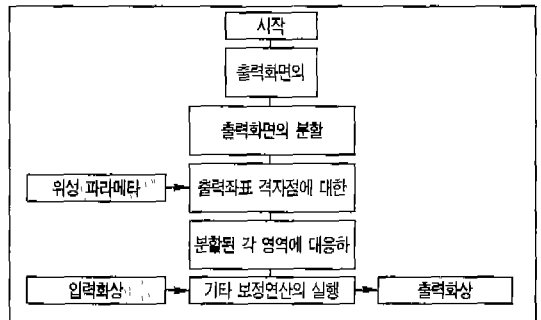 시작
출력화면의
출력화면의 분할
위성 파라메타
출력좌표 격자점에 대한
분할된 각 영역에 대응하
입력화상
기타 보정연산의 실행
출력화상